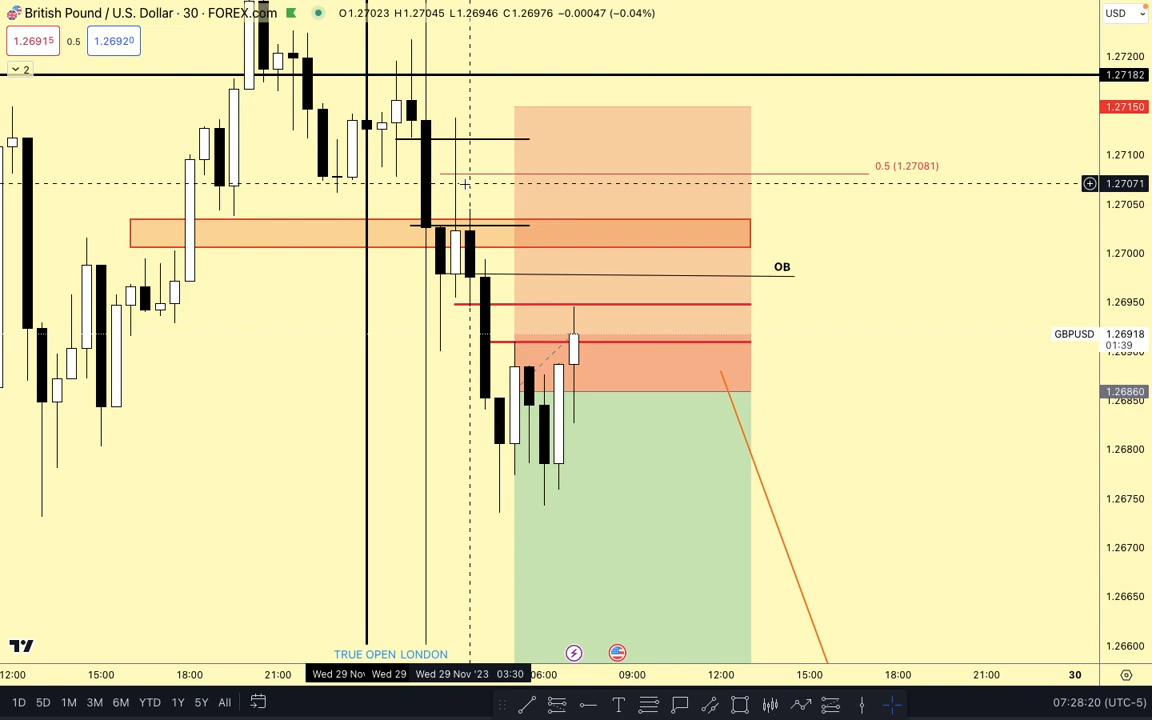 British Pound / U.S. Dollar · 30 · FOREX.com O1.27023 H1.27045 L1.26946 C1.26976 −0.00047 (−0.04%)
USD
1.26915 0.5 1.26920
2
1.27200
1.27182
1.27150
1.27100
0.5 (1.27081)
1.27071
1.27050
1.27000
OB
1.26950
GBPUSD 1.26918
01:39
1.26900
1.26860
1.26850
1.26800
1.26750
1.26700
1.26650
1.26600
TRUE OPEN LONDON
12:00 15:00 18:00 21:00 Wed 29 Nov Wed 29 Wed 29 Nov '23 03:30 06:00 09:00 12:00 15:00 18:00 21:00 30
1D 5D 1M 3M 6M YTD 1Y 5Y All 07:28:20 (UTC-5)